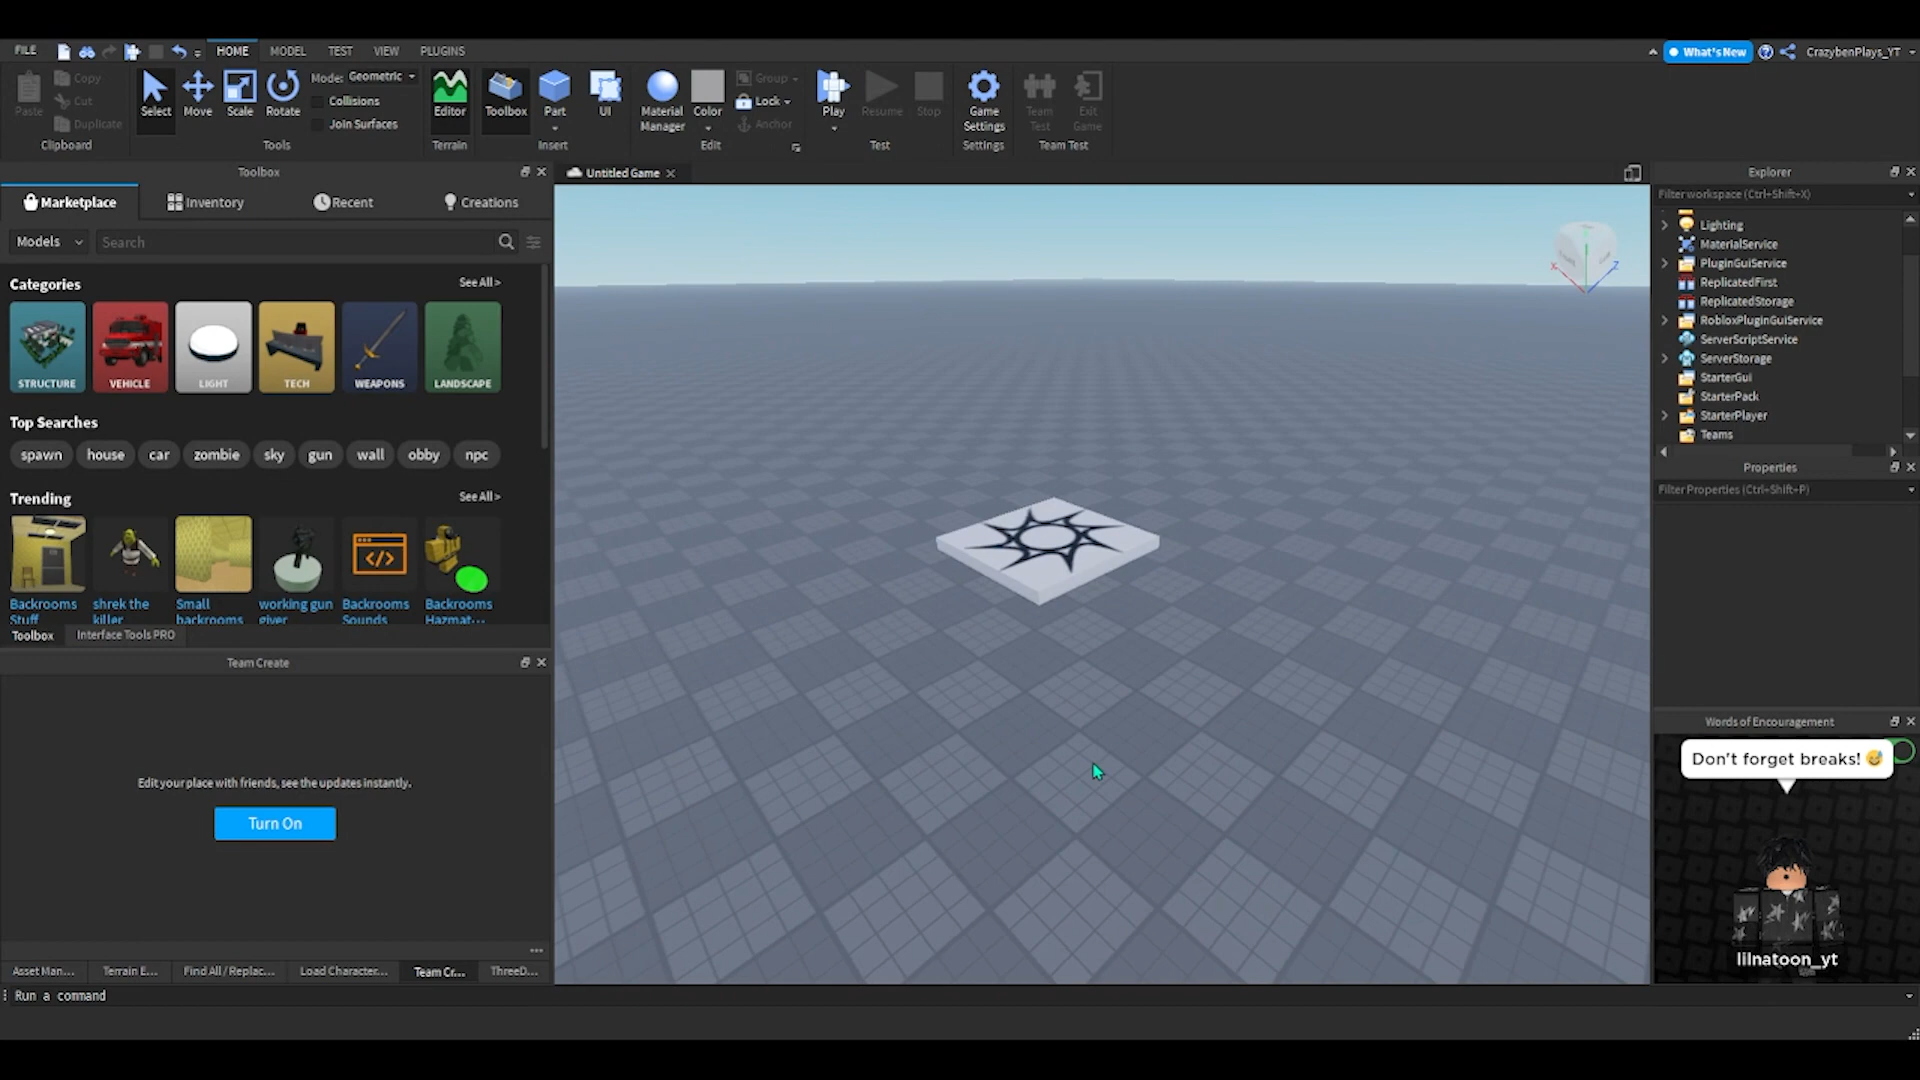 FILE
HOME
MODEL
TEST
VIEW
PLUGINS
What's New
CrazybenPlays_YT
Paste
Copy
Cut
Duplicate
Clipboard
Select
Move
Scale
Rotate
Mode: Geometric
Collisions
Join Surfaces
Tools
Editor
Terrain
Toolbox
Part
UI
Insert
Material
Manager
Color
Group
Lock
Anchor
Edit
Play
Resume
Stop
Test
Game
Settings
Settings
Team
Test
Exit
Game
Team Test
Toolbox
Marketplace
Inventory
Recent
Creations
Models
Search
Categories
See All >
STRUCTURE
VEHICLE
LIGHT
TECH
WEAPONS
LANDSCAPE
Top Searches
spawn
house
car
zombie
sky
gun
wall
obby
npc
Trending
See All >
Backrooms
Stuff
shrek the
killer
Small
backrooms
working gun
giver
Backrooms
Sounds
Backrooms
Hazmat...
Toolbox
Interface Tools PRO
Team Create
Edit your place with friends, see the updates instantly.
Turn On
Asset Man...
Terrain E...
Find All / Replac...
Load Character...
Team Cr...
ThreeD...
Run a command
Untitled Game
X
Z
Explorer
Filter workspace (Ctrl+Shift+X)
Lighting
MaterialService
PluginGuiService
ReplicatedFirst
ReplicatedStorage
RobloxPluginGuiService
ServerScriptService
ServerStorage
StarterGui
StarterPack
StarterPlayer
Teams
Properties
Filter Properties (Ctrl+Shift+P)
Words of Encouragement
Don't forget breaks! 😅
lilnatoon_yt